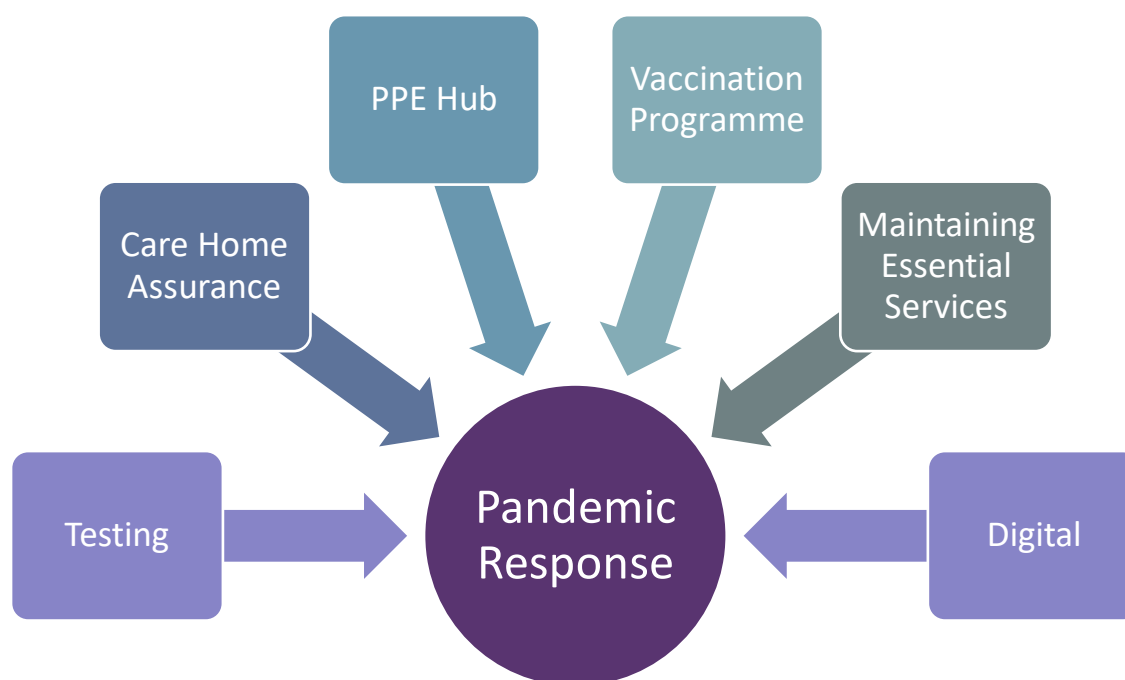 PPE Hub
Vaccination
Programme
Care Home
Assurance
Maintaining
Essential
Services
Testing
Pandemic
Response
Digital